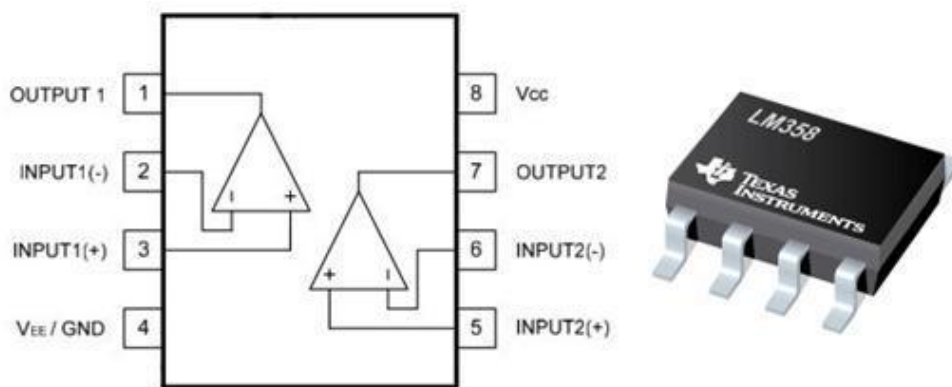 OUTPUT 1
1
INPUT1(-)
2
INPUT1(+)
3
VEE / GND
4
8
Vcc
7
OUTPUT2
6
INPUT2(-)
5
INPUT2(+)
-
+
+
-
LM358
TEXAS
INSTRUMENTS